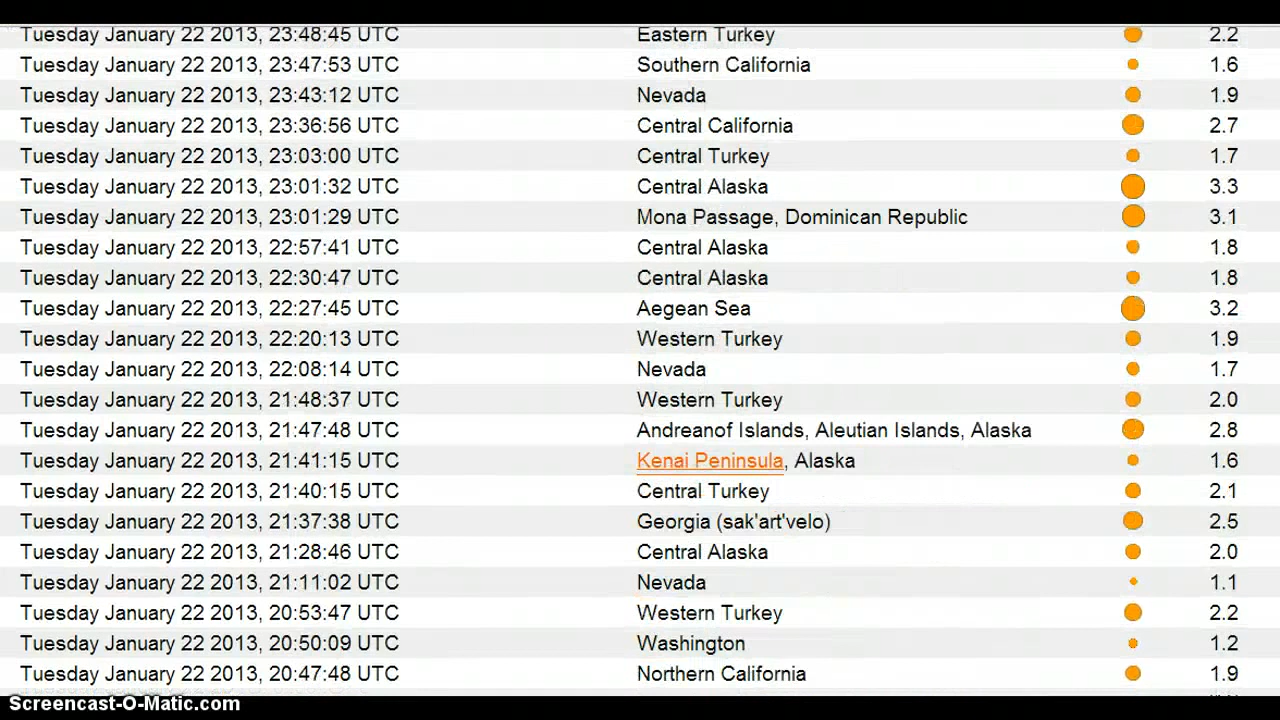 Tuesday January 22 2013, 23:48:45 UTC Eastern Turkey 2.2
Tuesday January 22 2013, 23:47:53 UTC Southern California 1.6
Tuesday January 22 2013, 23:43:12 UTC Nevada 1.9
Tuesday January 22 2013, 23:36:56 UTC Central California 2.7
Tuesday January 22 2013, 23:03:00 UTC Central Turkey 1.7
Tuesday January 22 2013, 23:01:32 UTC Central Alaska 3.3
Tuesday January 22 2013, 23:01:29 UTC Mona Passage, Dominican Republic 3.1
Tuesday January 22 2013, 22:57:41 UTC Central Alaska 1.8
Tuesday January 22 2013, 22:30:47 UTC Central Alaska 1.8
Tuesday January 22 2013, 22:27:45 UTC Aegean Sea 3.2
Tuesday January 22 2013, 22:20:13 UTC Western Turkey 1.9
Tuesday January 22 2013, 22:08:14 UTC Nevada 1.7
Tuesday January 22 2013, 21:48:37 UTC Western Turkey 2.0
Tuesday January 22 2013, 21:47:48 UTC Andreanof Islands, Aleutian Islands, Alaska 2.8
Tuesday January 22 2013, 21:41:15 UTC Kenai Peninsula, Alaska 1.6
Tuesday January 22 2013, 21:40:15 UTC Central Turkey 2.1
Tuesday January 22 2013, 21:37:38 UTC Georgia (sak'art'velo) 2.5
Tuesday January 22 2013, 21:28:46 UTC Central Alaska 2.0
Tuesday January 22 2013, 21:11:02 UTC Nevada 1.1
Tuesday January 22 2013, 20:53:47 UTC Western Turkey 2.2
Tuesday January 22 2013, 20:50:09 UTC Washington 1.2
Tuesday January 22 2013, 20:47:48 UTC Northern California 1.9
Screencast-O-Matic.com